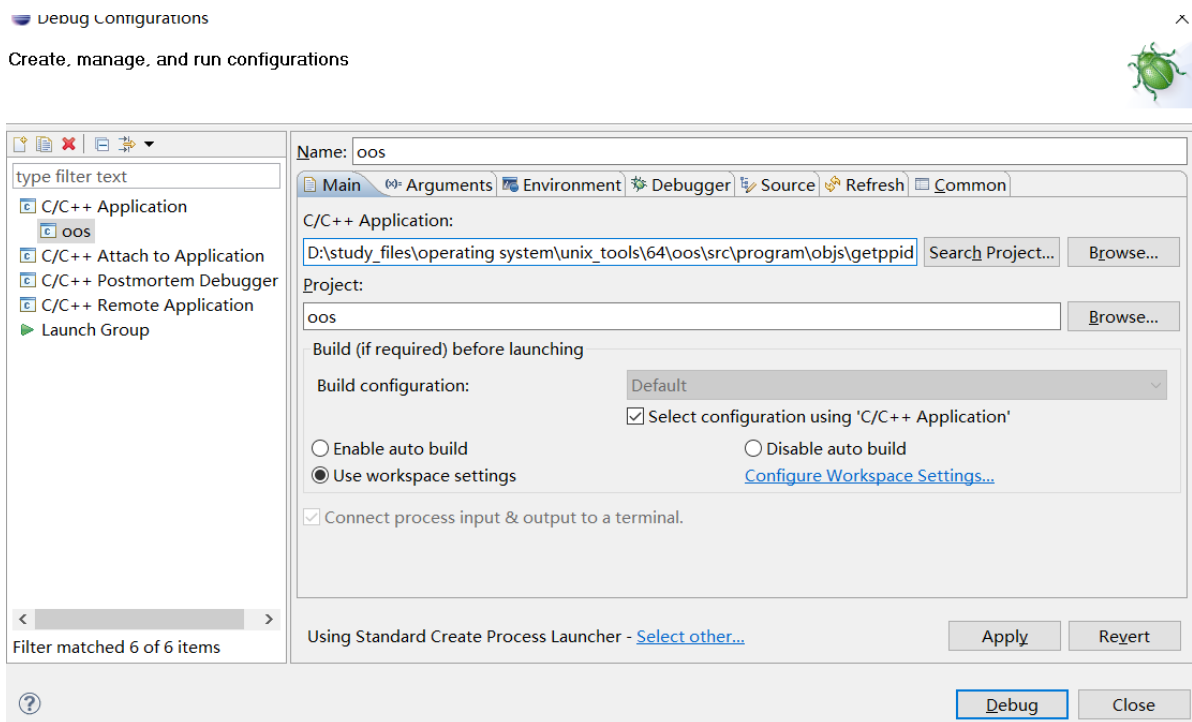 Debug Configurations
Create, manage, and run configurations
type filter text
C/C++ Application
oos
C/C++ Attach to Application
C/C++ Postmortem Debugger
C/C++ Remote Application
Launch Group
Filter matched 6 of 6 items
Name: oos
Main (x)= Arguments Environment Debugger Source Refresh Common
C/C++ Application:
D:\study_files\operating system\unix_tools\64\oos\src\program\objs\getppid Search Project... Browse...
Project:
oos Browse...
Build (if required) before launching
Build configuration: Default
Select configuration using 'C/C++ Application'
Enable auto build Disable auto build
Use workspace settings Configure Workspace Settings...
Connect process input & output to a terminal.
Using Standard Create Process Launcher - Select other... Apply Revert
Debug Close